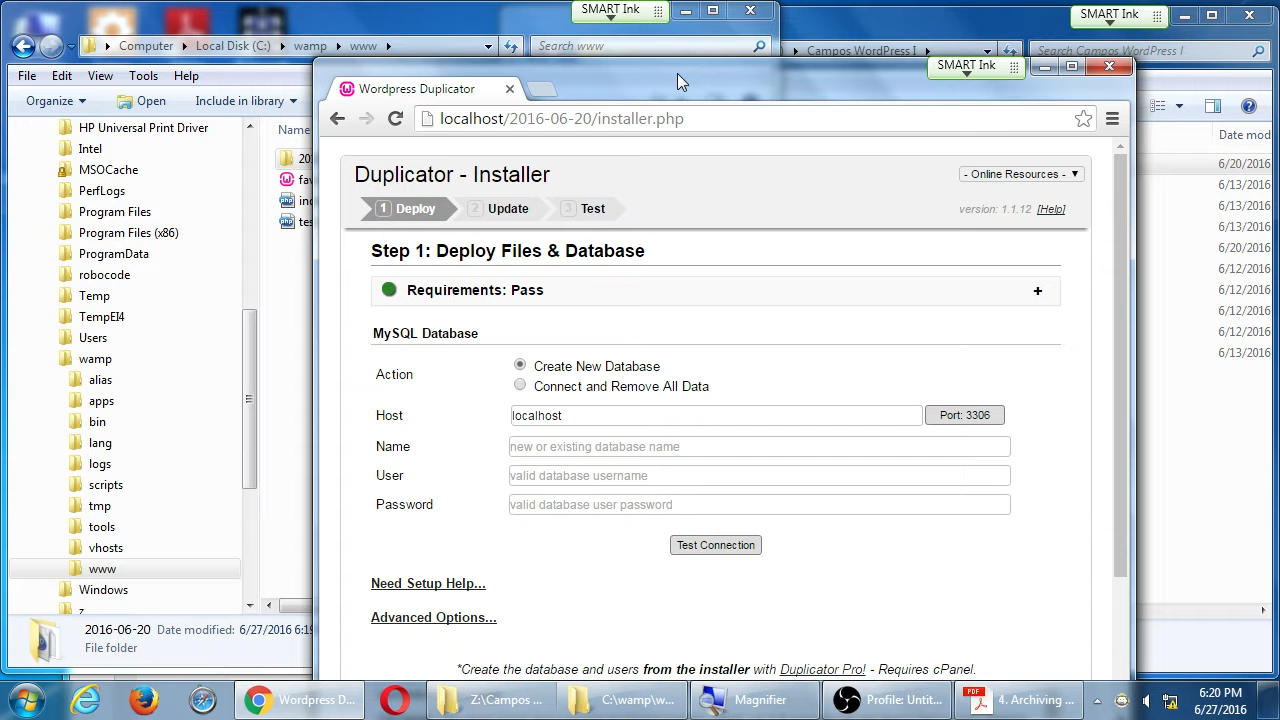 SMART Ink
SMART Ink
Computer
Local Disk (C:)
wamp
www
Search www
Campos WordPress I
Search Campos WordPress I
SMART Ink
File
Edit
View
Tools
Help
Organize
Open
Include in library
Wordpress Duplicator
localhost/2016-06-20/installer.php
HP Universal Print Driver
Intel
MSOCache
PerfLogs
Program Files
Program Files (x86)
ProgramData
robocode
Temp
TempEI4
Users
wamp
alias
apps
bin
lang
logs
scripts
tmp
tools
vhosts
www
Windows
z
Name
20
fav
ind
tes
Duplicator - Installer
- Online Resources -
1 Deploy
2 Update
3 Test
version: 1.1.12 [Help]
Step 1: Deploy Files & Database
Requirements: Pass
+
MySQL Database
Action
Create New Database
Connect and Remove All Data
Host
localhost
Port: 3306
Name
new or existing database name
User
valid database username
Password
valid database user password
Test Connection
Need Setup Help...
Advanced Options...
*Create the database and users from the installer with Duplicator Pro! - Requires cPanel.
Date mod
6/20/2016
6/13/2016
6/13/2016
6/13/2016
6/20/2016
6/12/2016
6/12/2016
6/12/2016
6/12/2016
6/13/2016
2016-06-20
Date modified: 6/27/2016 6:19
File folder
Wordpress D...
Z:\Campos ...
C:\wamp\w...
Magnifier
Profile: Untit...
PDF
4. Archiving ...
6:20 PM
6/27/2016